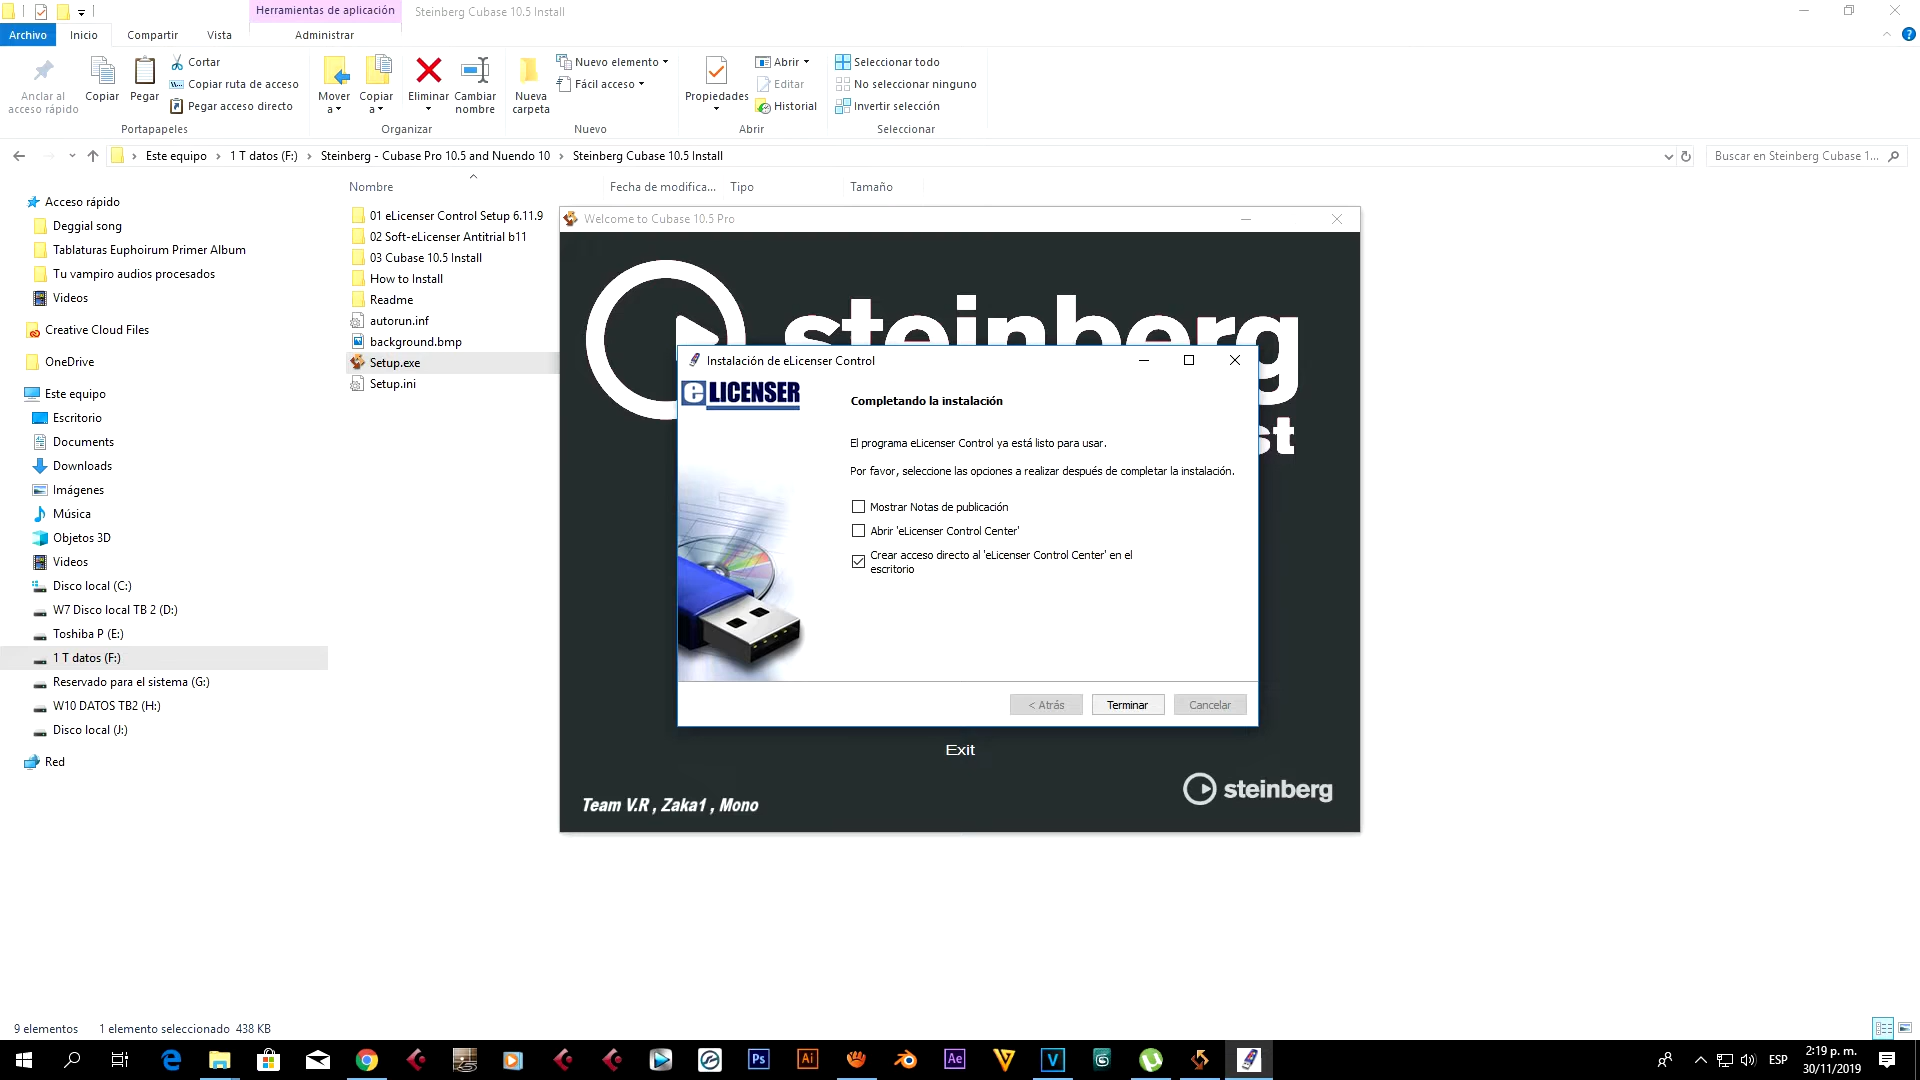 Herramientas de aplicación
Steinberg Cubase 10.5 Install
Archivo
Inicio
Compartir
Vista
Administrar
Anclar al
acceso rápido
Copiar
Pegar
Cortar
Copiar ruta de acceso
Pegar acceso directo
Portapapeles
Mover
a
Copiar
a
Eliminar
Cambiar
nombre
Organizar
Nueva
carpeta
Nuevo elemento
Fácil acceso
Nuevo
Propiedades
Abrir
Editar
Historial
Abrir
Seleccionar todo
No seleccionar ninguno
Invertir selección
Seleccionar
Este equipo
1 T datos (F:)
Steinberg - Cubase Pro 10.5 and Nuendo 10
Steinberg Cubase 10.5 Install
Buscar en Steinberg Cubase 1...
Nombre
Fecha de modifica...
Tipo
Tamaño
Acceso rápido
Deggial song
Tablaturas Euphoirum Primer Album
Tu vampiro audios procesados
Videos
Creative Cloud Files
OneDrive
Este equipo
Escritorio
Documents
Downloads
Imágenes
Música
Objetos 3D
Videos
Disco local (C:)
W7 Disco local TB 2 (D:)
Toshiba P (E:)
1 T datos (F:)
Reservado para el sistema (G:)
W10 DATOS TB2 (H:)
Disco local (J:)
Red
01 eLicenser Control Setup 6.11.9
02 Soft-eLicenser Antitrial b11
03 Cubase 10.5 Install
How to Install
Readme
autorun.inf
background.bmp
Setup.exe
Setup.ini
Welcome to Cubase 10.5 Pro
steinberg
st
Instalación de eLicenser Control
e LICENSER
Completando la instalación
El programa eLicenser Control ya está listo para usar.
Por favor, seleccione las opciones a realizar después de completar la instalación.
Mostrar Notas de publicación
Abrir 'eLicenser Control Center'
Crear acceso directo al 'eLicenser Control Center' en el
escritorio
< Atrás
Terminar
Cancelar
Exit
steinberg
Team V.R , Zaka1 , Mono
9 elementos
1 elemento seleccionado 438 KB
Ps
Ai
Ae
V
ESP
2:19 p. m.
30/11/2019